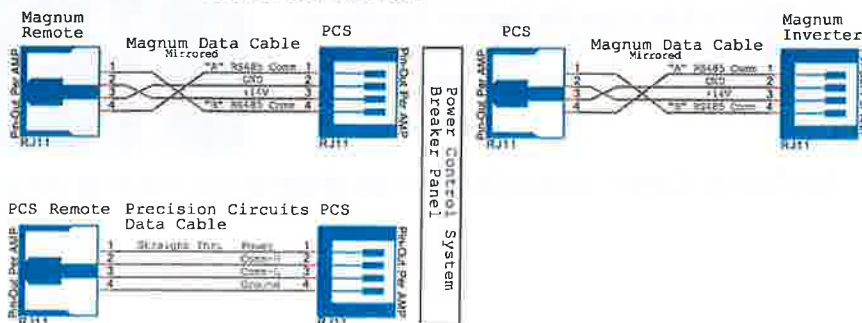 Magnum
Remote
Magnum Data Cable
Mirrored
PCS
1
2
3
4
"A" RS485 Comm 1
GND 2
+14V 3
"B" RS485 Comm 4
Pin-Out Per AMP
RJ11
Pin-Out Per AMP
RJ11
Power Control System
Breaker Panel
PCS
Magnum Data Cable
Mirrored
Magnum
Inverter
1
2
3
4
"A" RS485 Comm 1
GND 2
+14V 3
"B" RS485 Comm 4
Pin-Out Per AMP
RJ11
RJ11
PCS Remote
Precision Circuits
Data Cable
PCS
1 Straight Thru Power 1
2 Comm-H 2
3 Comm-L 3
4 Ground 4
Pin-Out Per AMP
RJ11
Pin-Out Per AMP
RJ11